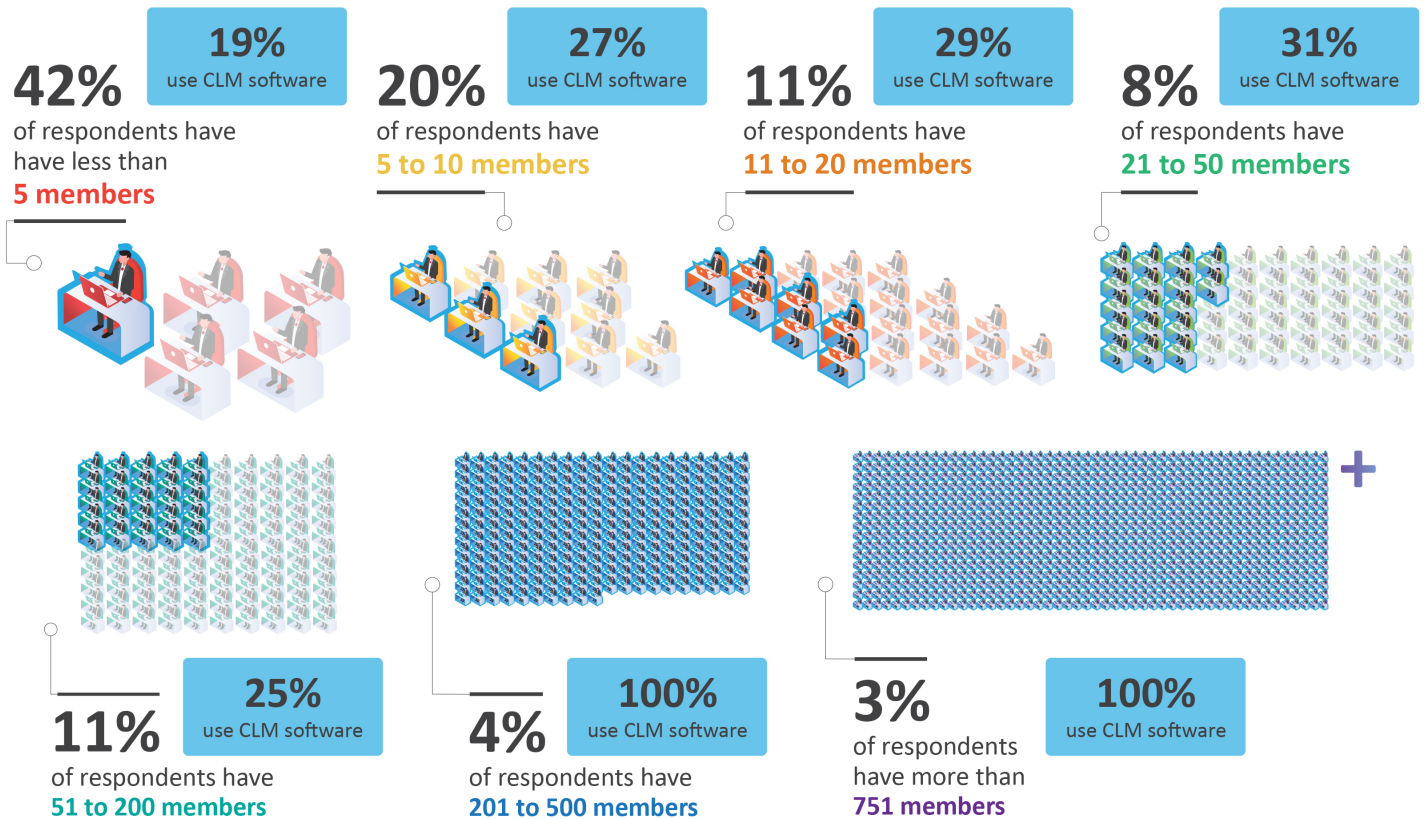 42%
19%
use CLM software
of respondents have
have less than
5 members
20%
27%
use CLM software
of respondents have
5 to 10 members
11%
29%
use CLM software
of respondents have
11 to 20 members
8%
31%
use CLM software
of respondents have
21 to 50 members
+
11%
25%
use CLM software
of respondents have
51 to 200 members
4%
100%
use CLM software
of respondents have
201 to 500 members
3%
100%
use CLM software
of respondents
have more than
751 members